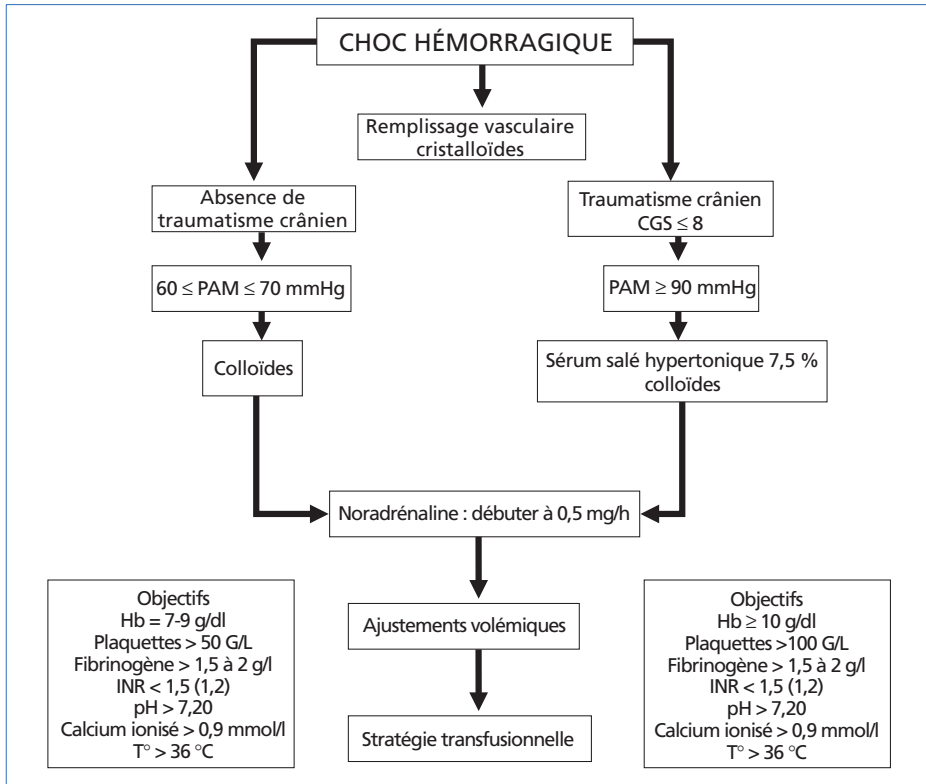 CHOC HÉMORRAGIQUE
Remplissage vasculaire
cristalloïdes
Absence de
traumatisme crânien
Traumatisme crânien
CGS ≤ 8
60 ≤ PAM ≤ 70 mmHg
PAM ≥ 90 mmHg
Colloïdes
Sérum salé hypertonique 7,5 %
colloïdes
Noradrénaline : débuter à 0,5 mg/h
Ajustements volémiques
Stratégie transfusionnelle
Objectifs
Hb = 7-9 g/dl
Plaquettes > 50 G/L
Fibrinogène > 1,5 à 2 g/l
INR < 1,5 (1,2)
pH > 7,20
Calcium ionisé > 0,9 mmol/l
T° > 36 °C
Objectifs
Hb ≥ 10 g/dl
Plaquettes >100 G/L
Fibrinogène > 1,5 à 2 g/l
INR < 1,5 (1,2)
pH > 7,20
Calcium ionisé > 0,9 mmol/l
T° > 36 °C